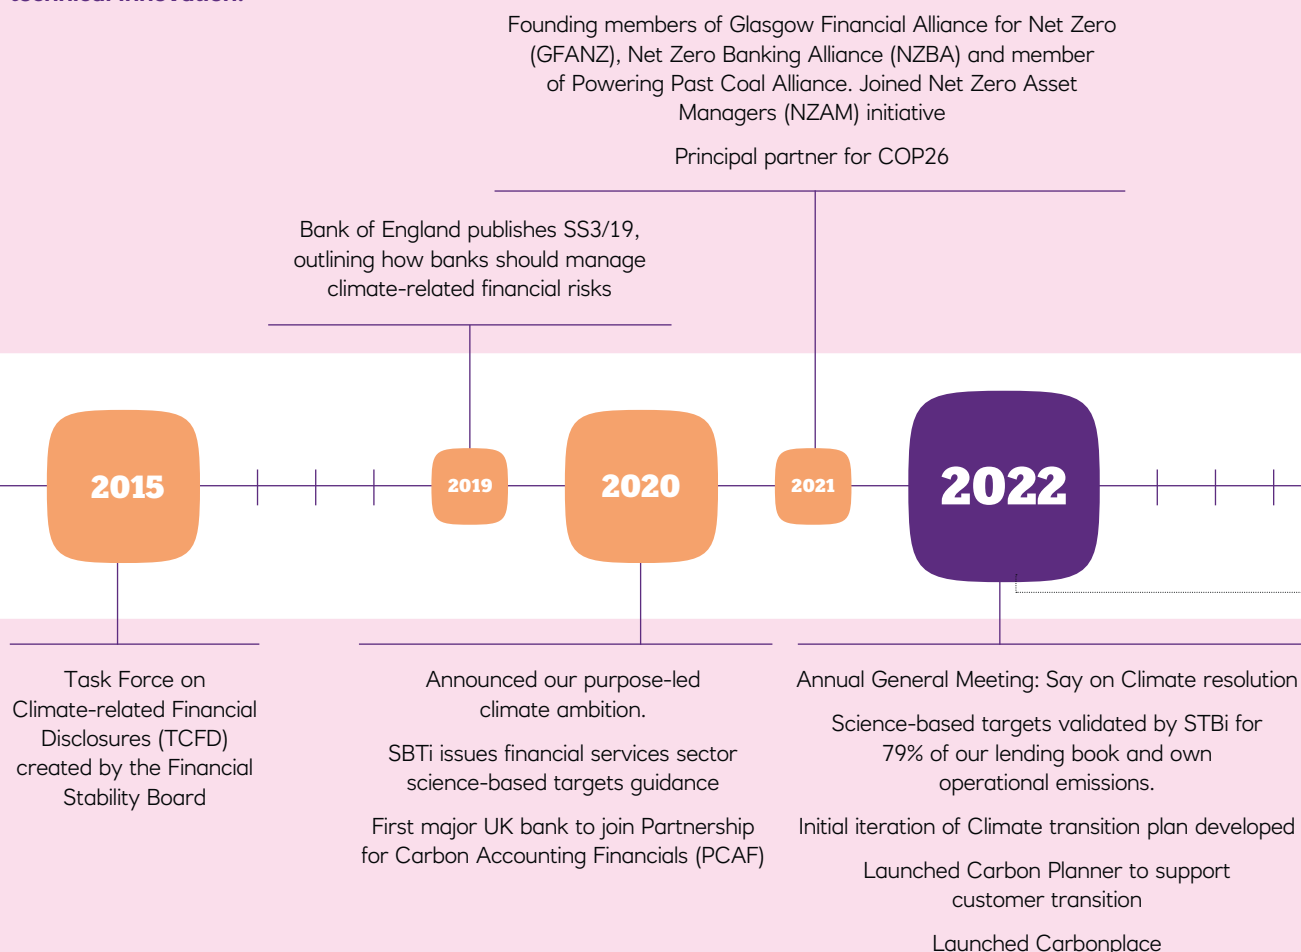 technical innovation.
Founding members of Glasgow Financial Alliance for Net Zero
(GFANZ), Net Zero Banking Alliance (NZBA) and member
of Powering Past Coal Alliance. Joined Net Zero Asset
Managers (NZAM) initiative
Principal partner for COP26
Bank of England publishes SS3/19,
outlining how banks should manage
climate-related financial risks
2015
2019
2020
2021
2022
Task Force on
Climate-related Financial
Disclosures (TCFD)
created by the Financial
Stability Board
Announced our purpose-led
climate ambition.
SBTi issues financial services sector
science-based targets guidance
First major UK bank to join Partnership
for Carbon Accounting Financials (PCAF)
Annual General Meeting: Say on Climate resolution
Science-based targets validated by STBi for
79% of our lending book and own
operational emissions.
Initial iteration of Climate transition plan developed
Launched Carbon Planner to support
customer transition
Launched Carbonplace